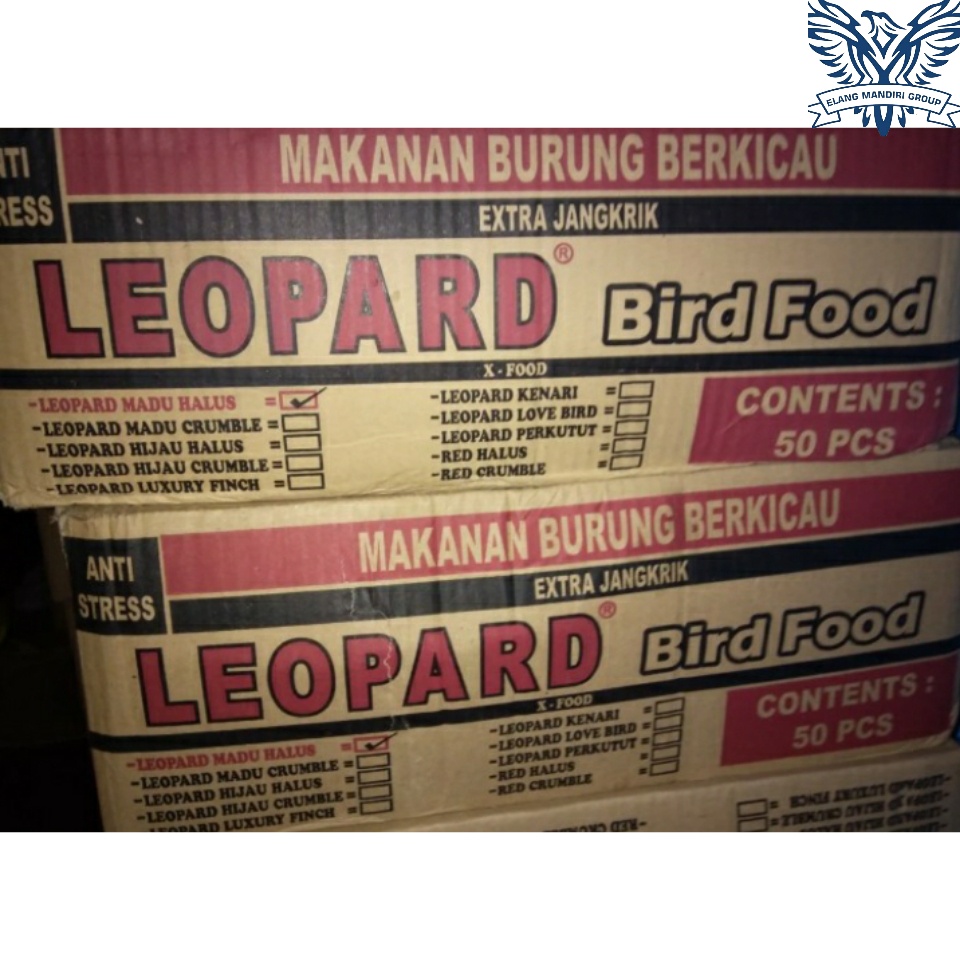 ELANG MANDIRI GROUP
MAKANAN BURUNG BERKICAU
EXTRA JANGKRIK
LEOPARD® Bird Food
X - FOOD
-LEOPARD MADU HALUS =
-LEOPARD MADU CRUMBLE =
-LEOPARD HIJAU HALUS =
-LEOPARD HIJAU CRUMBLE =
-LEOPARD LUXURY FINCH =
-LEOPARD KENARI =
-LEOPARD LOVE BIRD =
-LEOPARD PERKUTUT =
-RED HALUS =
-RED CRUMBLE =
CONTENTS :
50 PCS
ANTI
STRESS
MAKANAN BURUNG BERKICAU
EXTRA JANGKRIK
LEOPARD® Bird Food
X - FOOD
-LEOPARD MADU HALUS =
-LEOPARD MADU CRUMBLE =
-LEOPARD HIJAU HALUS =
-LEOPARD HIJAU CRUMBLE =
LEOPARD LUXURY FINCH =
-LEOPARD KENARI =
-LEOPARD LOVE BIRD =
-LEOPARD PERKUTUT =
-RED HALUS =
-RED CRUMBLE =
CONTENTS :
50 PCS